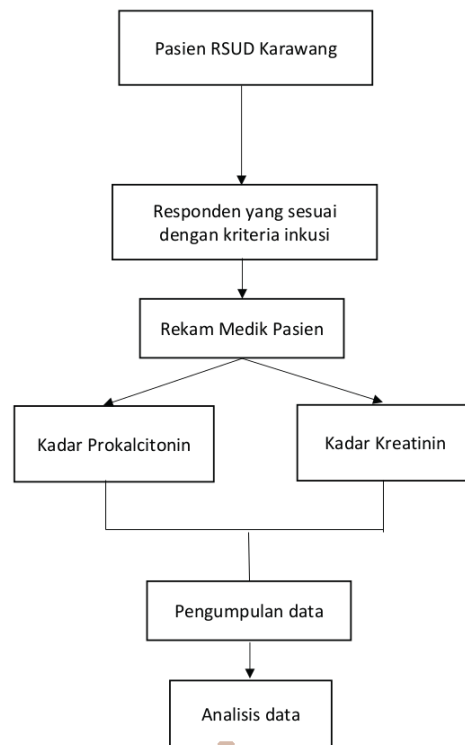 Pasien RSUD Karawang
Responden yang sesuai
dengan kriteria inkusi
Rekam Medik Pasien
Kadar Prokalcitonin
Kadar Kreatinin
Pengumpulan data
Analisis data